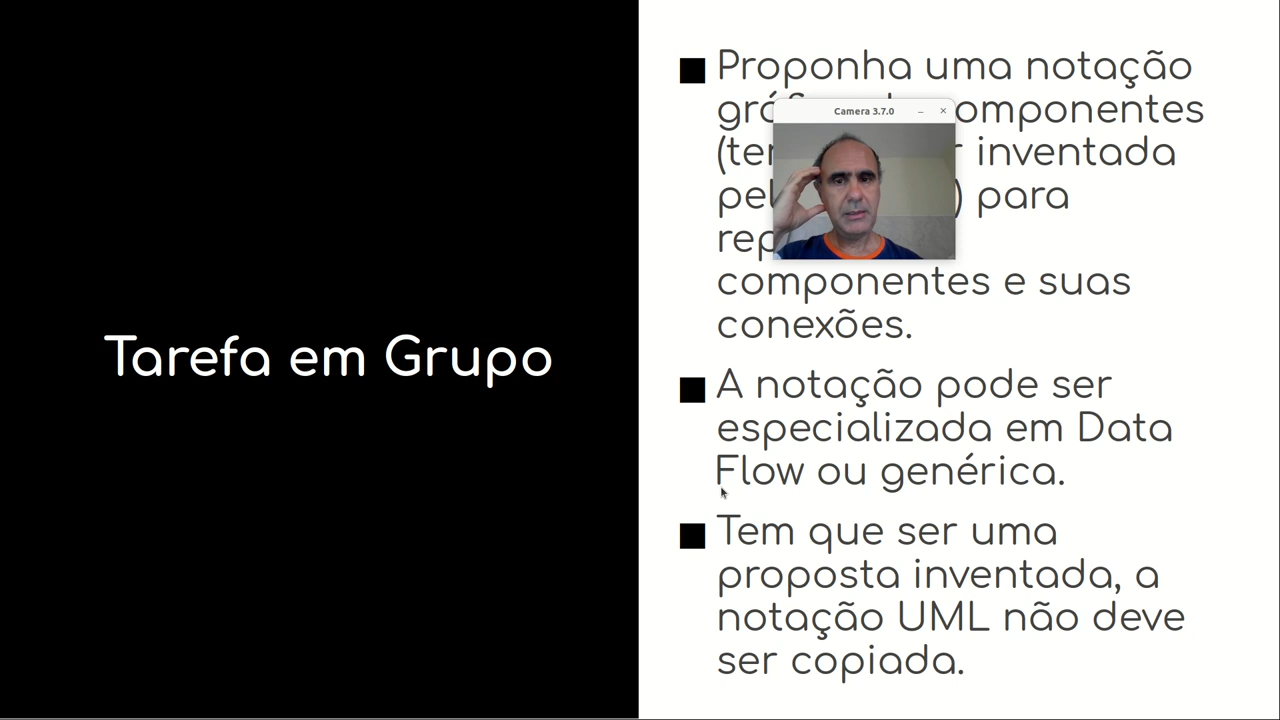 Tarefa em Grupo
Proponha uma notação
componentes
inventada
para
componentes e suas
conexões.
A notação pode ser
especializada em Data
Flow ou genérica.
Tem que ser uma
proposta inventada, a
notação UML não deve
ser copiada.
Camera 3.7.0